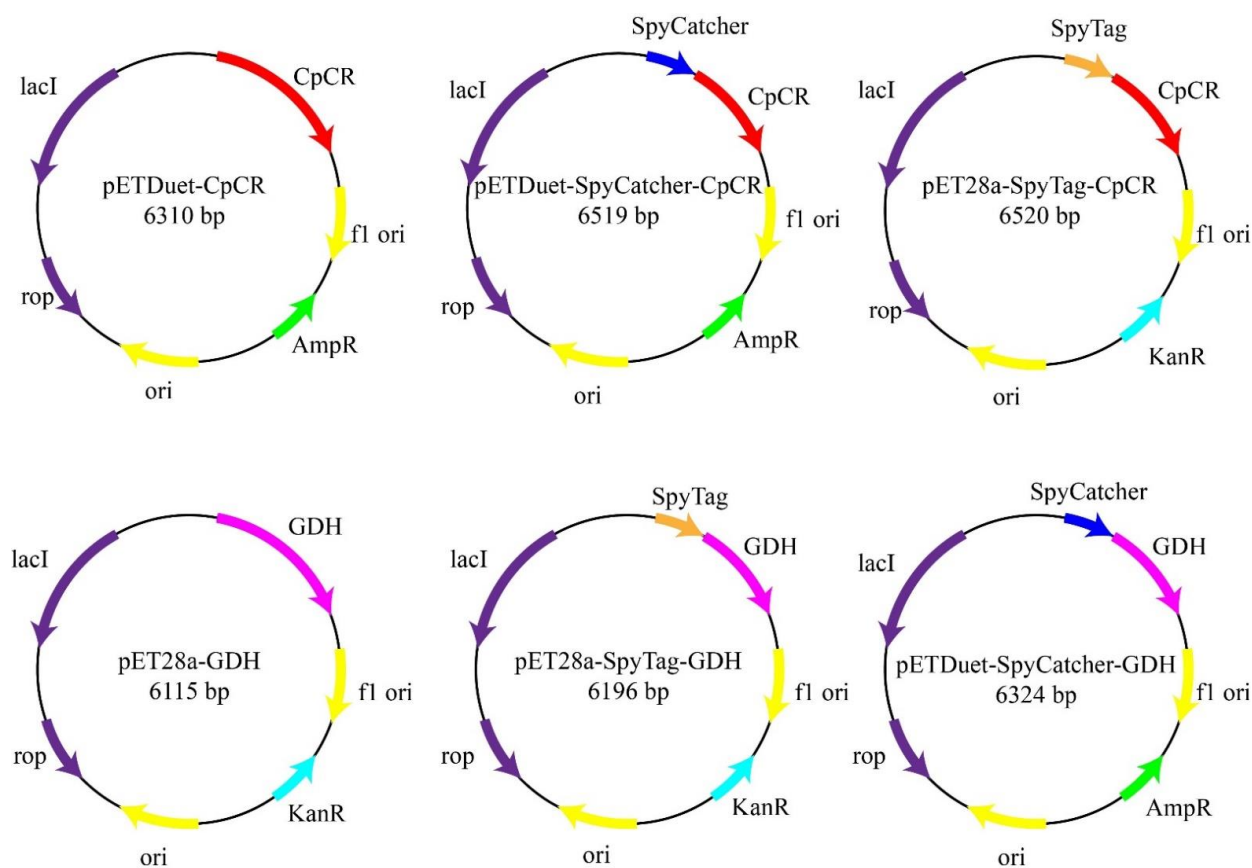 CpCR
lacI
pETDuet-CpCR
6310 bp
f1 ori
rop
AmpR
ori
SpyCatcher
CpCR
lacI
pETDuet-SpyCatcher-CpCR
6519 bp
f1 ori
rop
AmpR
ori
SpyTag
CpCR
lacI
pET28a-SpyTag-CpCR
6520 bp
f1 ori
rop
KanR
ori
GDH
lacI
pET28a-GDH
6115 bp
f1 ori
rop
KanR
ori
SpyTag
GDH
lacI
pET28a-SpyTag-GDH
6196 bp
f1 ori
rop
KanR
ori
SpyCatcher
GDH
lacI
pETDuet-SpyCatcher-GDH
6324 bp
f1 ori
rop
AmpR
ori